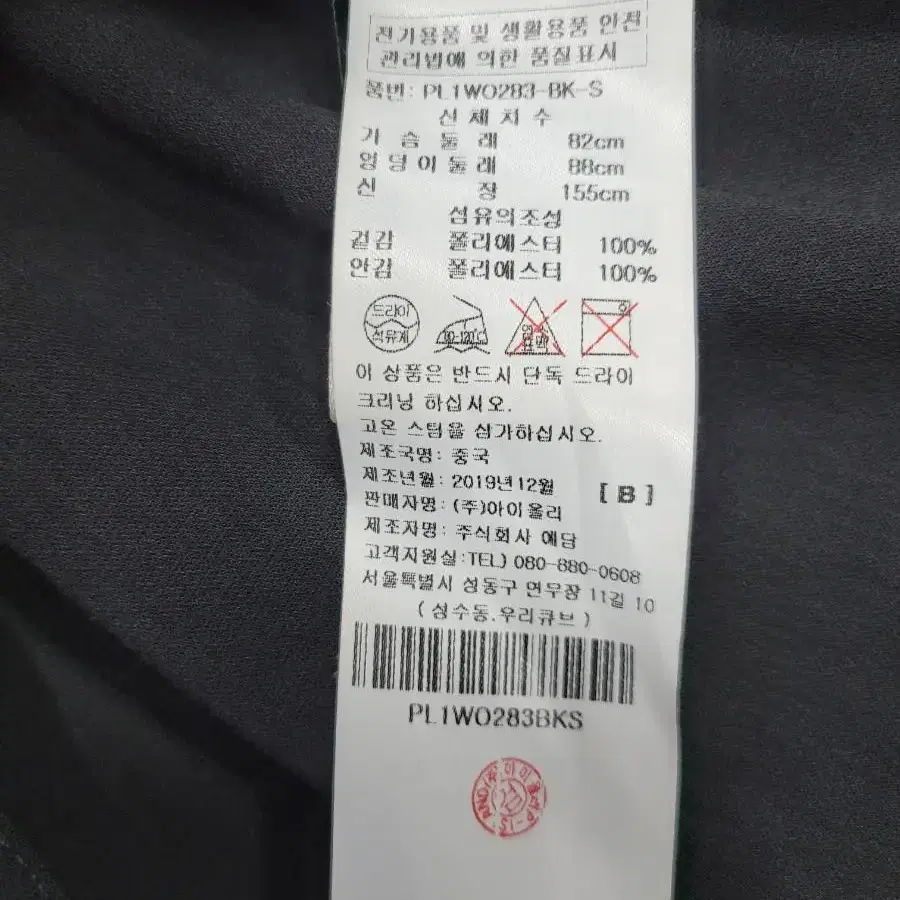 전기용품 및 생활용품 안전
관리법에 의한 품질표시
품번: PL1WO283-BK-S
신체치수
가슴둘레 82cm
엉덩이둘레 88cm
신장 155cm
섬유의조성
겉감 폴리에스터 100%
안감 폴리에스터 100%
드라이
석유계
이 상품은 반드시 단독 드라이
크리닝 하십시오.
고온 스팀을 삼가하십시오.
제조국명: 중국
제조년월: 2019년12월 [ B ]
판매자명: (주)아이올리
제조자명: 주식회사 예담
고객지원실:TEL) 080-880-0608
서울특별시 성동구 연무장 11길 10
(성수동.우리큐브)
PL1WO283BKS